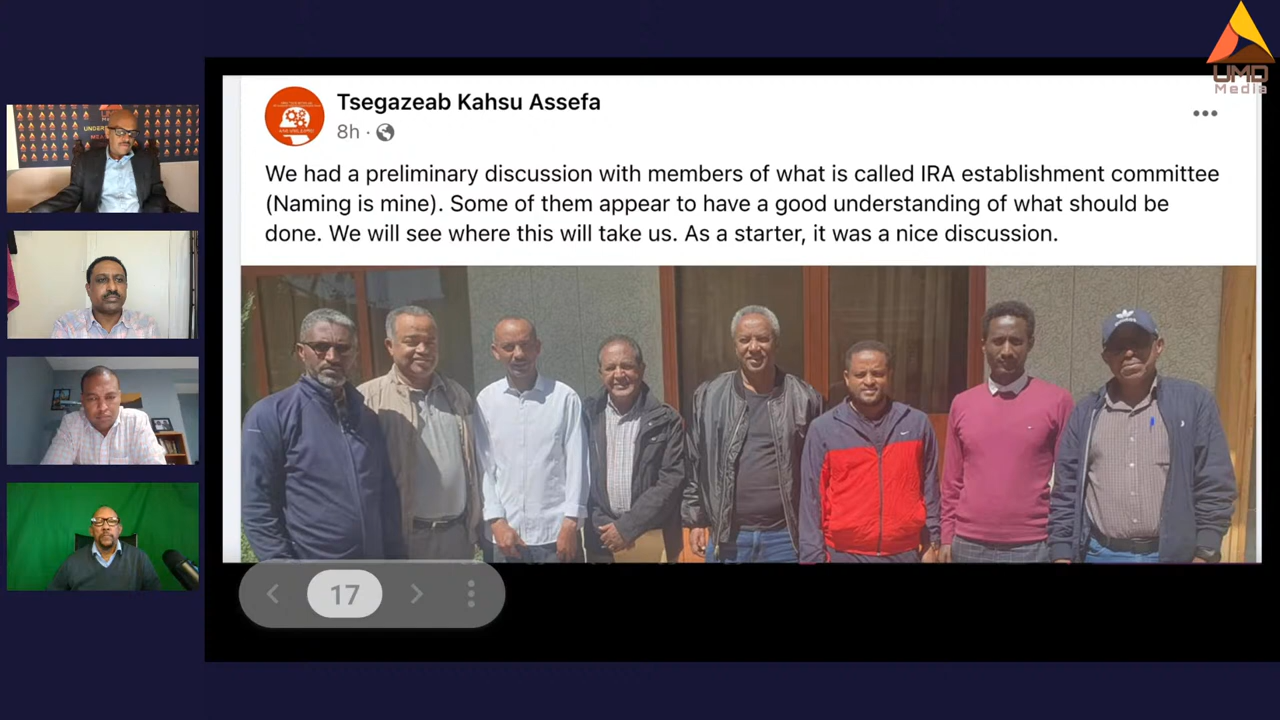 UMD
Media
Tsegazeab Kahsu Assefa
8h ·
We had a preliminary discussion with members of what is called IRA establishment committee
(Naming is mine). Some of them appear to have a good understanding of what should be
done. We will see where this will take us. As a starter, it was a nice discussion.
17